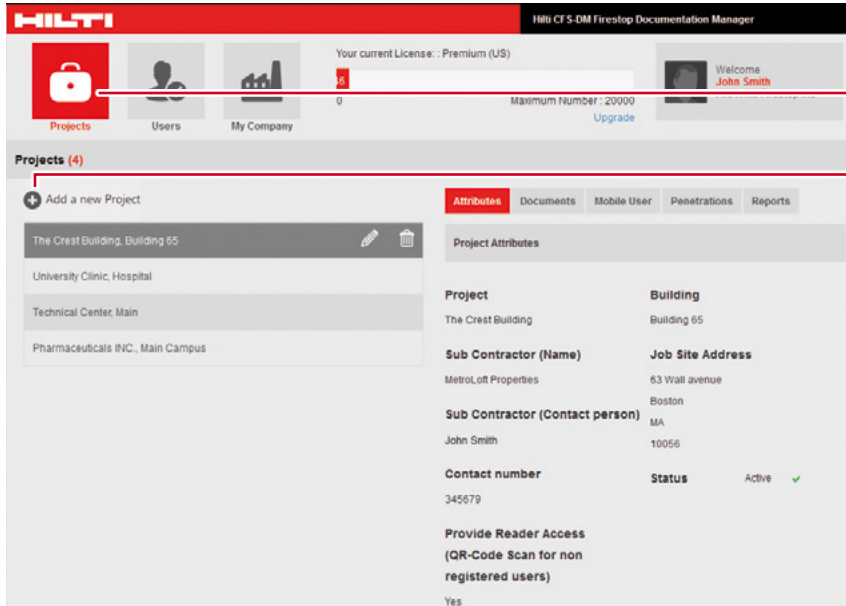 HILTI
Hilti CFS-DM Firestop Documentation Manager
Your current License: : Premium (US)
0
Maximum Number : 20000
Upgrade
Welcome
John Smith
Projects
Users
My Company
Projects (4)
Add a new Project
The Crest Building, Building 65
University Clinic, Hospital
Technical Center, Main
Pharmaceuticals INC., Main Campus
Attributes
Documents
Mobile User
Penetrations
Reports
Project Attributes
Project
The Crest Building
Sub Contractor (Name)
MetroLoft Properties
Sub Contractor (Contact person)
John Smith
Contact number
345679
Provide Reader Access
(QR-Code Scan for non
registered users)
Yes
Building
Building 65
Job Site Address
63 Wall avenue
Boston
MA
10056
Status
Active